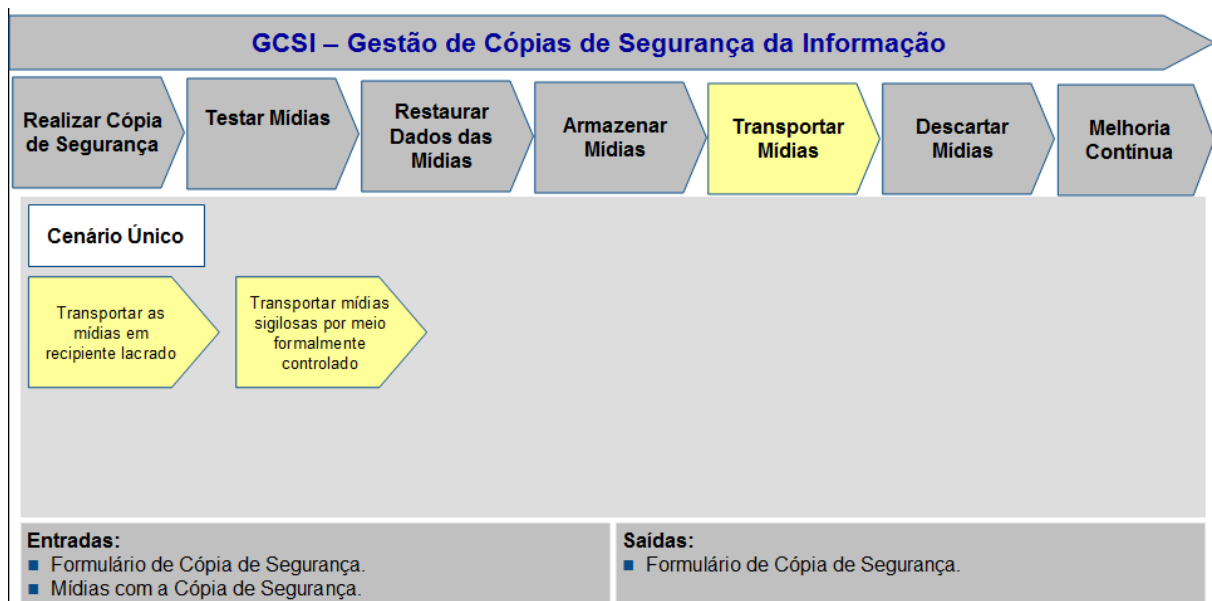 GCSI – Gestão de Cópias de Segurança da Informação
Realizar Cópia
de Segurança
Testar Mídias
Restaurar
Dados das
Mídias
Armazenar
Mídias
Transportar
Mídias
Descartar
Mídias
Melhoria
Contínua
Cenário Único
Transportar as
mídias em
recipiente lacrado
Transportar mídias
sigilosas por meio
formalmente
controlado
Entradas:
Formulário de Cópia de Segurança.
Mídias com a Cópia de Segurança.
Saídas:
Formulário de Cópia de Segurança.